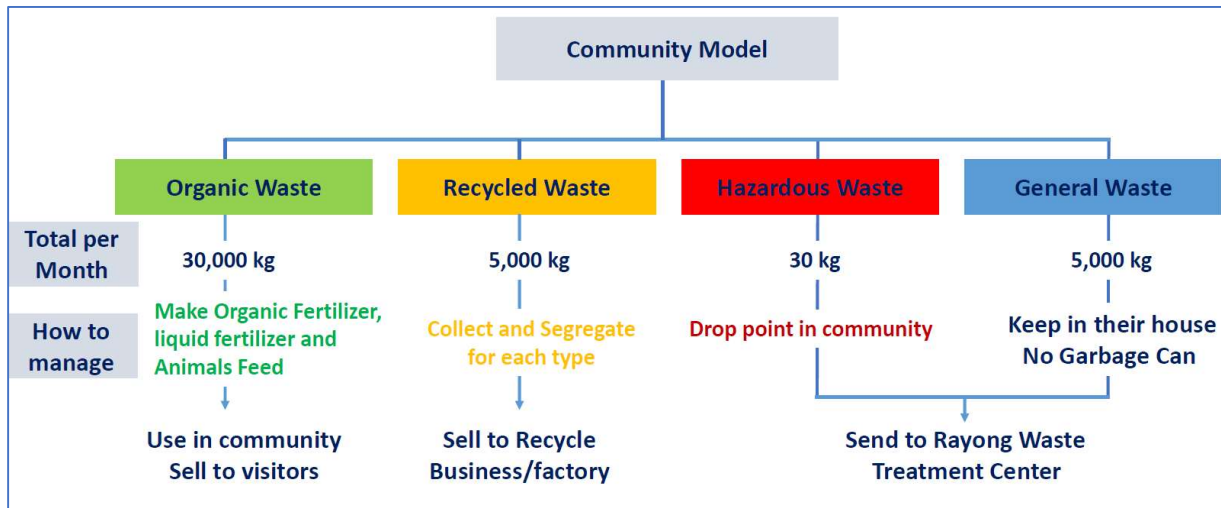 Community Model
Organic Waste
Recycled Waste
Hazardous Waste
General Waste
Total per
Month
30,000 kg
5,000 kg
30 kg
5,000 kg
How to
manage
Make Organic Fertilizer,
liquid fertilizer and
Animals Feed
Collect and Segregate
for each type
Drop point in community
Keep in their house
No Garbage Can
Use in community
Sell to visitors
Sell to Recycle
Business/factory
Send to Rayong Waste
Treatment Center